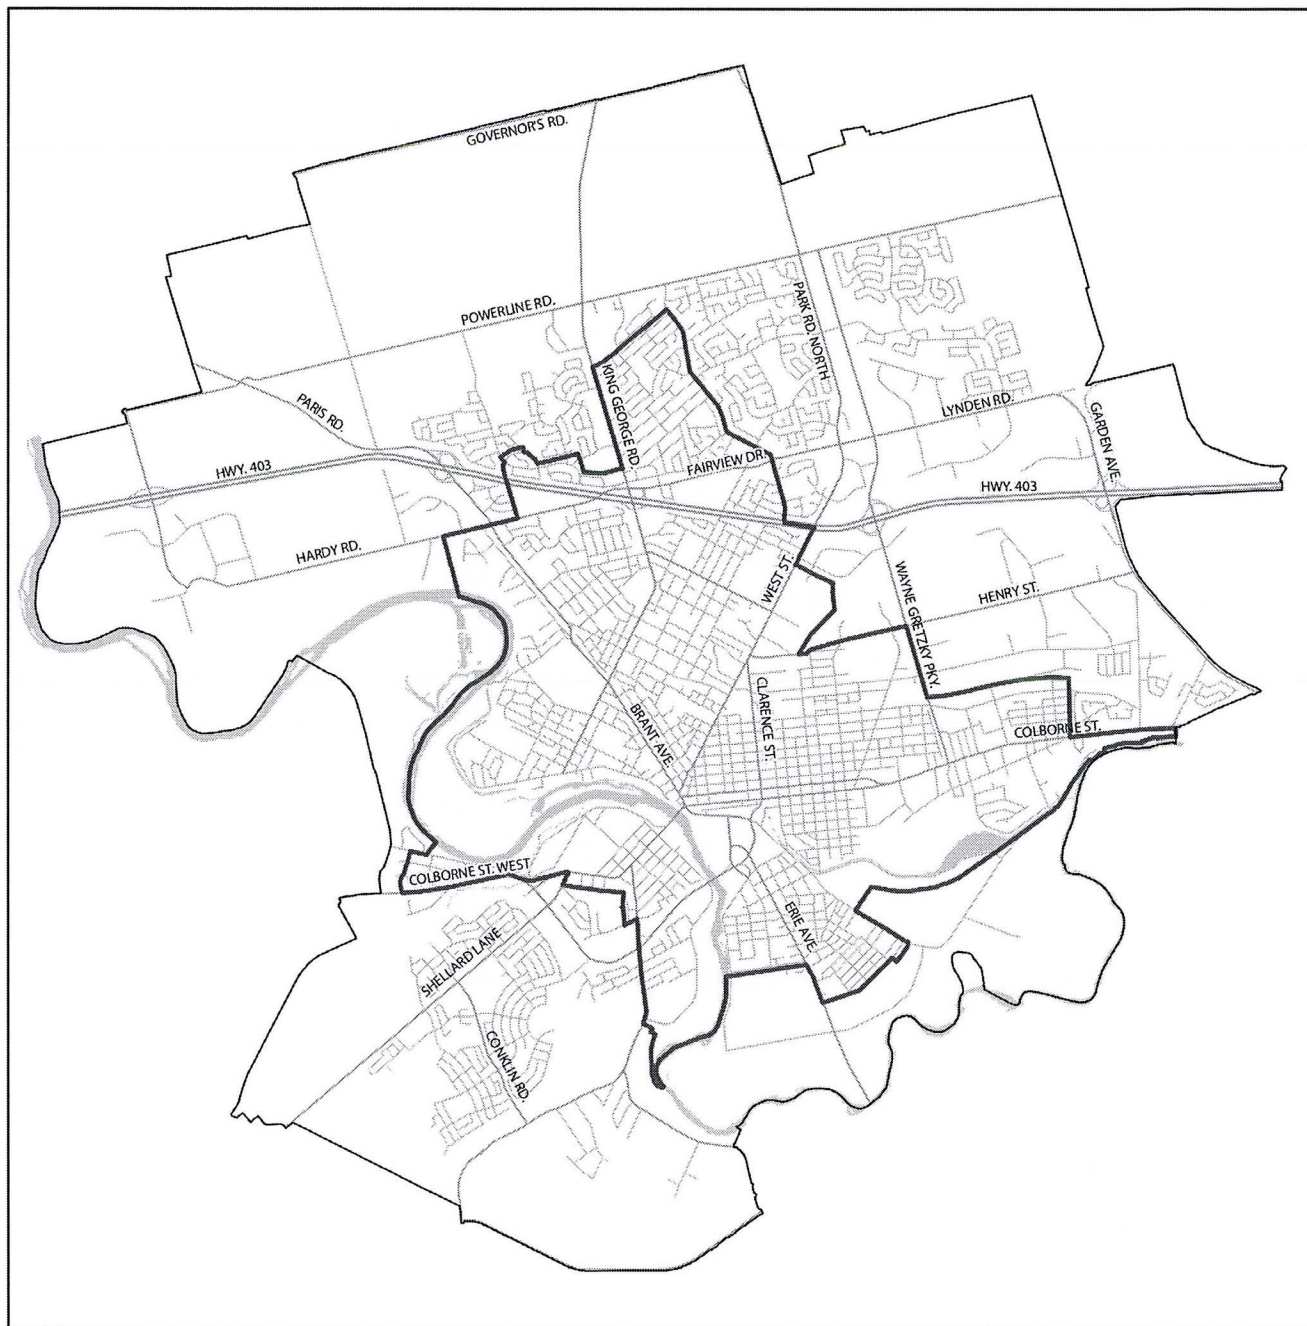 GOVERNOR'S RD.
POWERLINE RD.
PARK RD. NORTH
KING GEORGE RD.
PARIS RD.
LYNDEN RD.
GARDEN AVE.
FAIRVIEW DR.
HWY. 403
HWY. 403
HARDY RD.
WEST ST.
WAYNE GRETZKY PKY.
HENRY ST.
CLARENCE ST.
BRANT AVE.
COLBORNE ST.
COLBORNE ST. WEST
ERIE AVE.
SHELLARD LANE
CONKLIN RD.